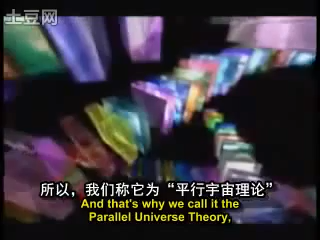 土豆网
所以，我们称它为“平行宇宙理论”
And that's why we call it the
Parallel Universe Theory,